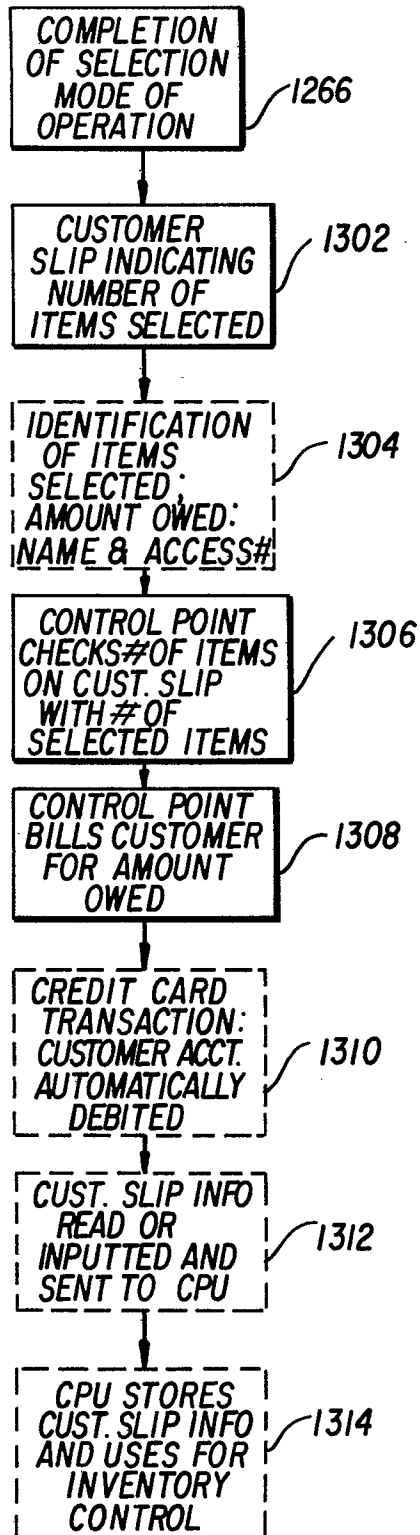 COMPLETION
OF SELECTION
MODE OF
OPERATION
1266
CUSTOMER
SLIP INDICATING
NUMBER OF
ITEMS SELECTED
1302
IDENTIFICATION
OF ITEMS
SELECTED;
AMOUNT OWED:
NAME & ACCESS#
1304
CONTROL POINT
CHECKS # OF ITEMS
ON CUST. SLIP
WITH # OF
SELECTED ITEMS
1306
CONTROL POINT
BILLS CUSTOMER
FOR AMOUNT
OWED
1308
CREDIT CARD
TRANSACTION:
CUSTOMER ACCT.
AUTOMATICALLY
DEBITED
1310
CUST. SLIP INFO
READ OR
INPUTTED AND
SENT TO CPU
1312
CPU STORES
CUST. SLIP INFO
AND USES FOR
INVENTORY
CONTROL
1314